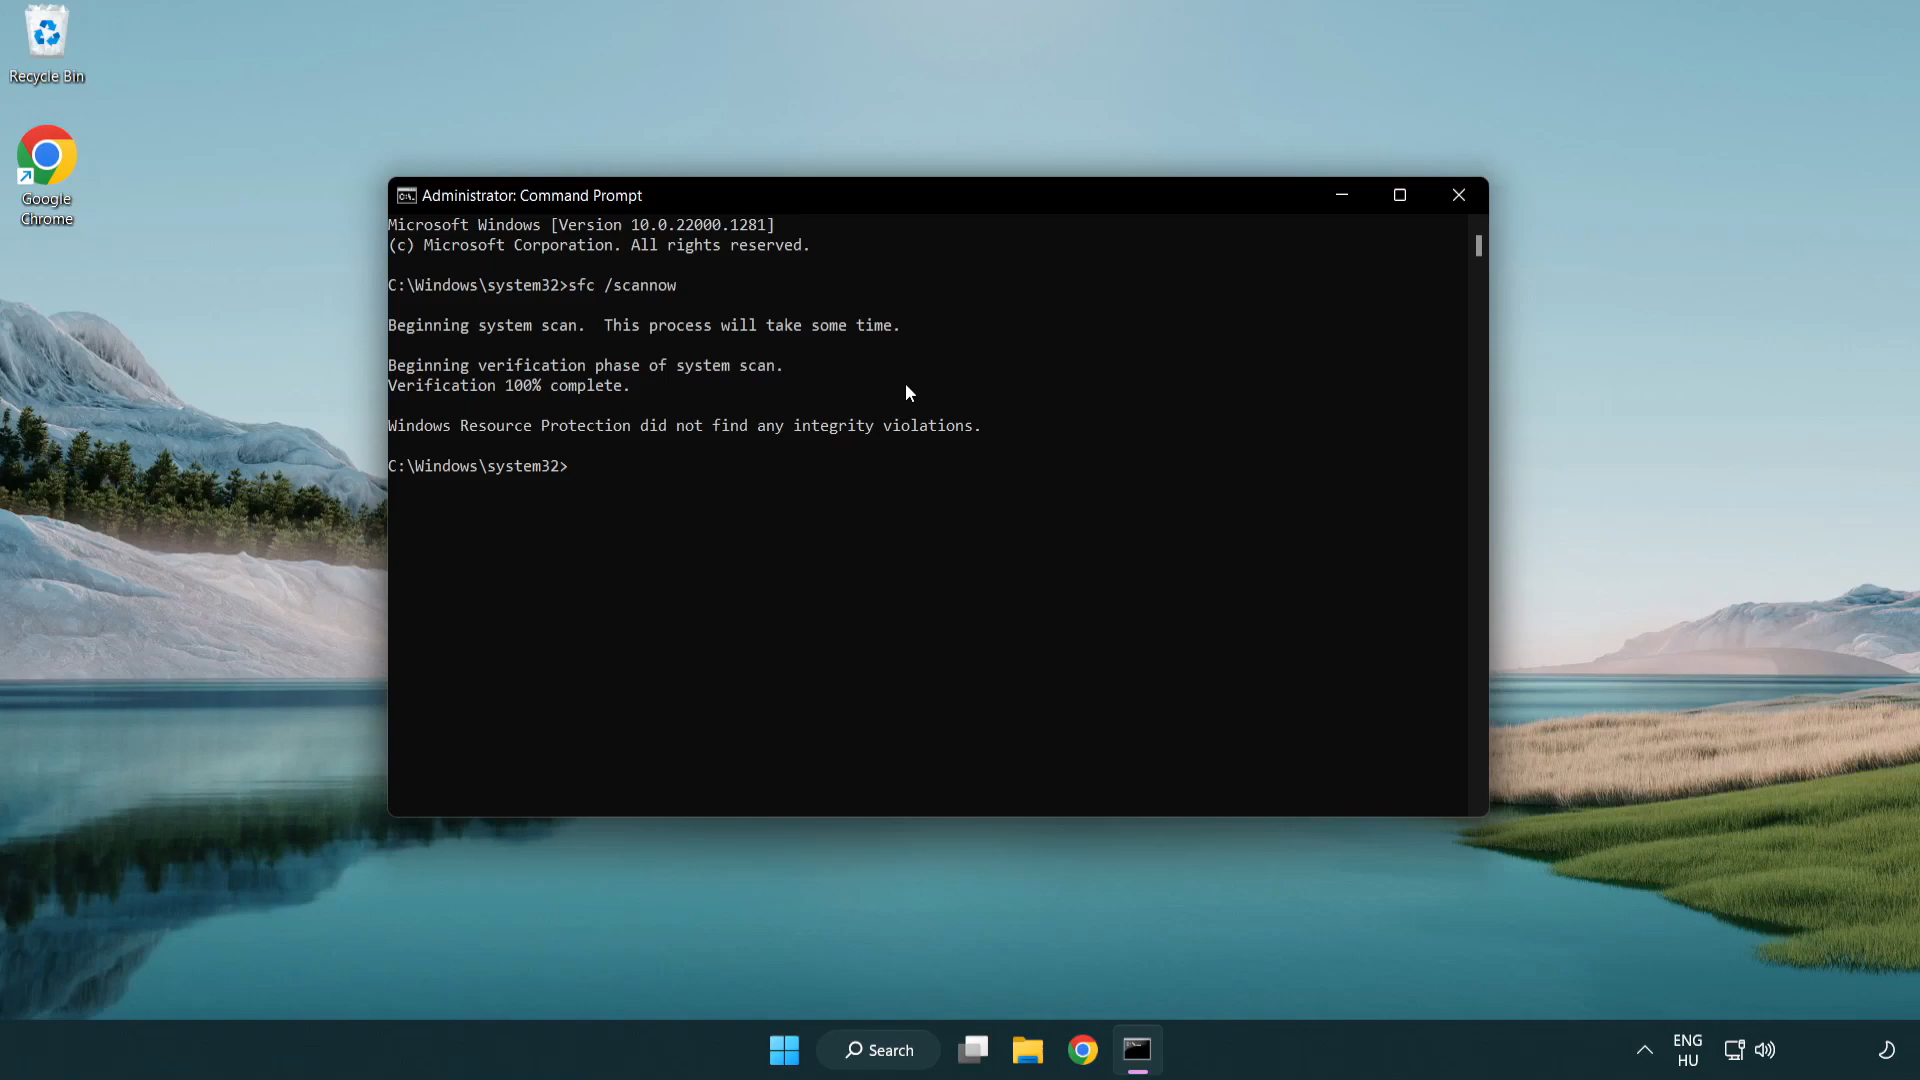 Recycle Bin
Google
Chrome
Administrator: Command Prompt
Microsoft Windows [Version 10.0.22000.1281]
(c) Microsoft Corporation. All rights reserved.
C:\Windows\system32>sfc /scannow
Beginning system scan.  This process will take some time.
Beginning verification phase of system scan.
Verification 100% complete.
Windows Resource Protection did not find any integrity violations.
C:\Windows\system32>
Search
ENG
HU